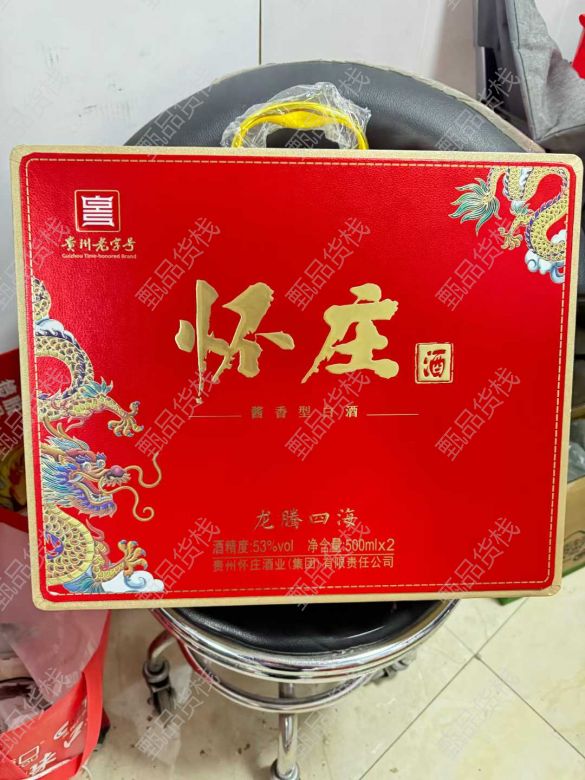 贵州老字号
Guizhou Time-honored Brand
怀庄
酒
酱香型白酒
龙腾四海
酒精度:53%vol 净含量:500mlx2
贵州怀庄酒业(集团)有限责任公司
甄品货栈